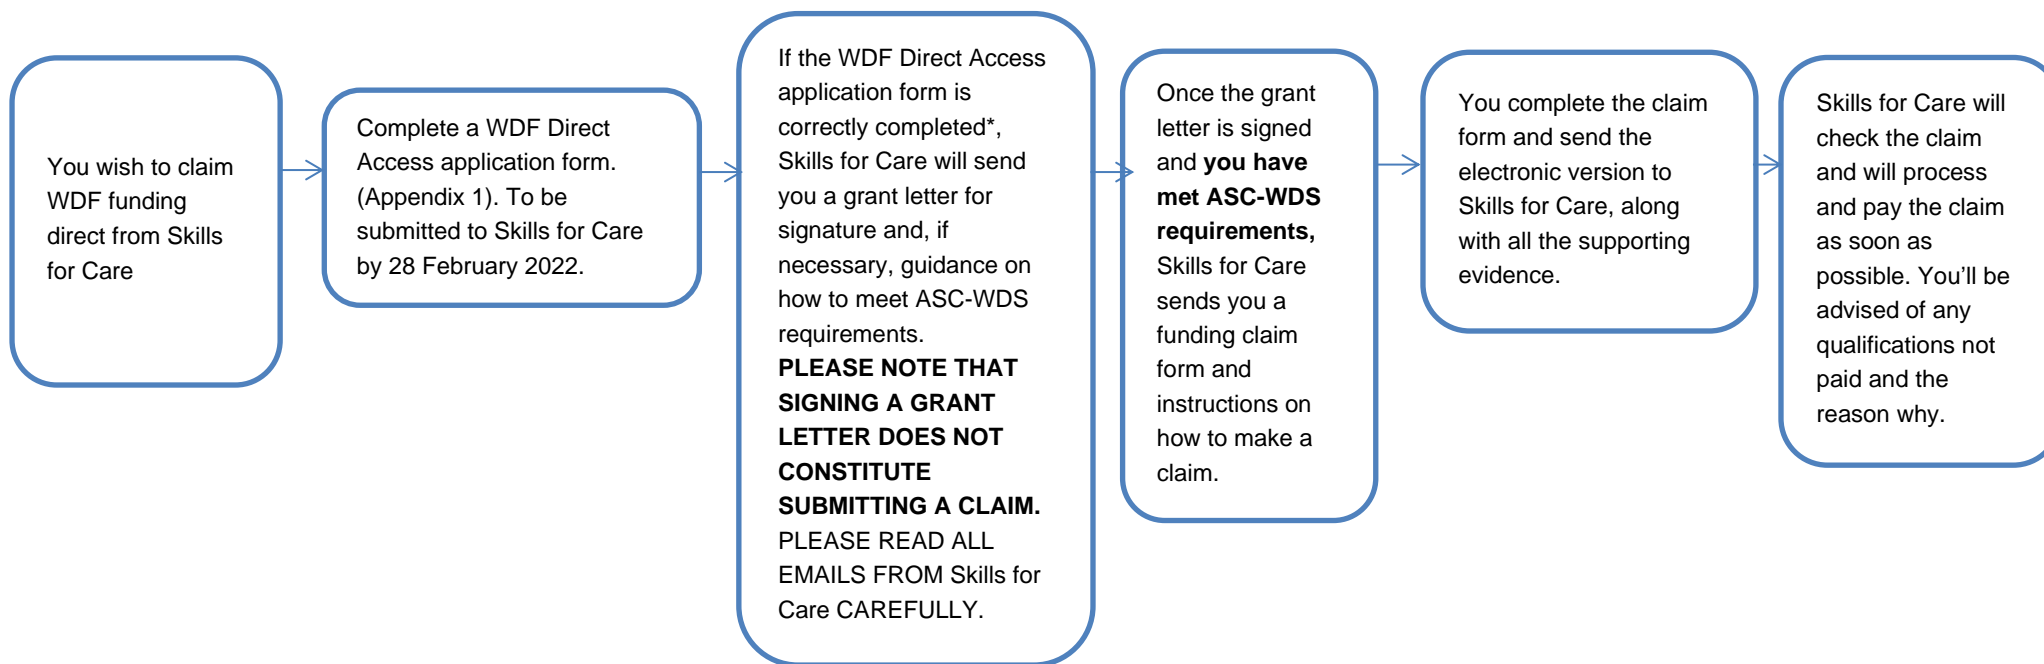 You wish to claim
WDF funding
direct from Skills
for Care
Complete a WDF Direct
Access application form.
(Appendix 1). To be
submitted to Skills for Care
by 28 February 2022.
If the WDF Direct Access
application form is
correctly completed*,
Skills for Care will send
you a grant letter for
signature and, if
necessary, guidance on
how to meet ASC-WDS
requirements.
PLEASE NOTE THAT
SIGNING A GRANT
LETTER DOES NOT
CONSTITUTE
SUBMITTING A CLAIM.
PLEASE READ ALL
EMAILS FROM Skills for
Care CAREFULLY.
Once the grant
letter is signed
and you have
met ASC-WDS
requirements,
Skills for Care
sends you a
funding claim
form and
instructions on
how to make a
claim.
You complete the claim
form and send the
electronic version to
Skills for Care, along
with all the supporting
evidence.
Skills for Care will
check the claim
and will process
and pay the claim
as soon as
possible. You’ll be
advised of any
qualifications not
paid and the
reason why.